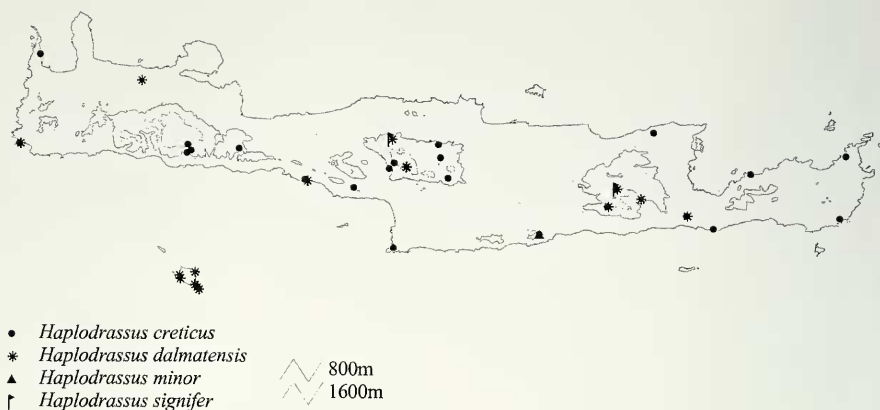 Haplodrassus creticus
Haplodrassus dalmatensis
Haplodrassus minor
Haplodrassus signifer
800m
1600m